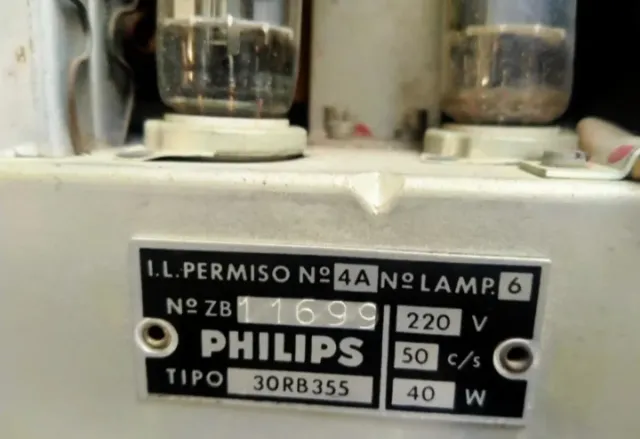 I.L.PERMISO Nº 4A Nº LAMP. 6
Nº ZB 11699
PHILIPS
TIPO 30RB355
220 V
50 c/s
40 W